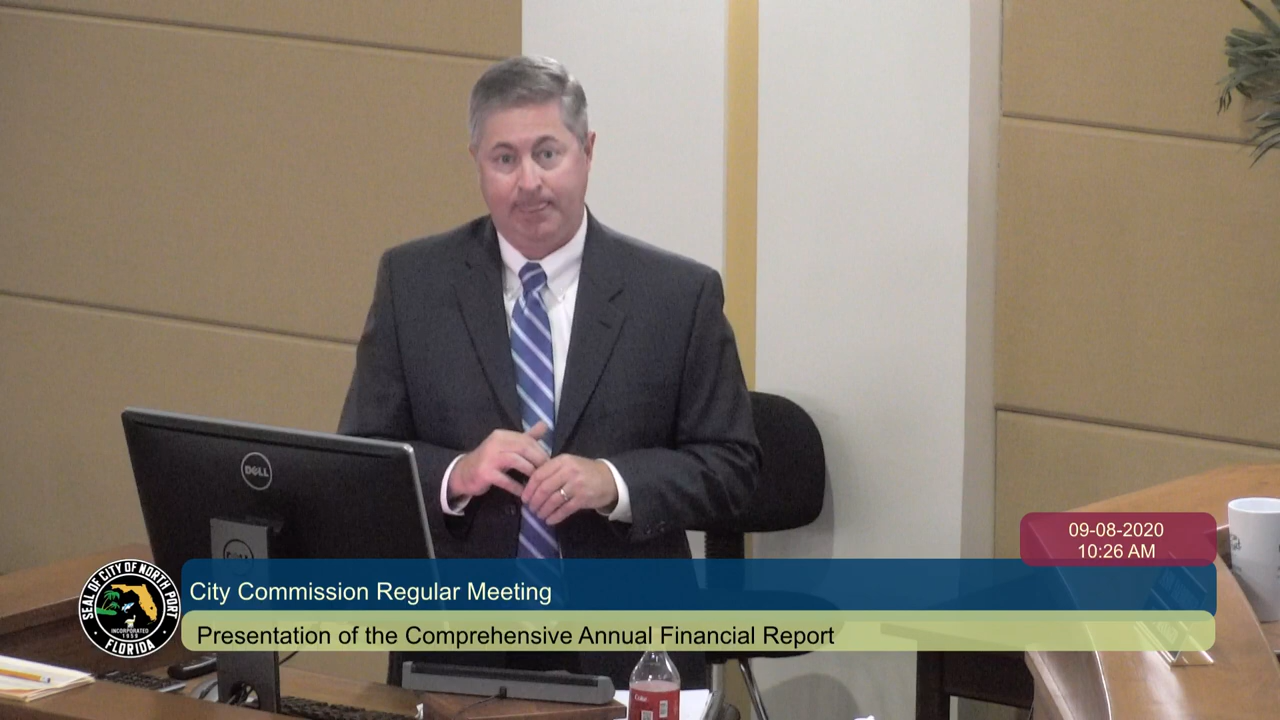 DELL
09-08-2020
10:26 AM
City Commission Regular Meeting
Presentation of the Comprehensive Annual Financial Report
SEAL OF CITY OF NORTH PORT
INCORPORATED
1959
FLORIDA
Coke